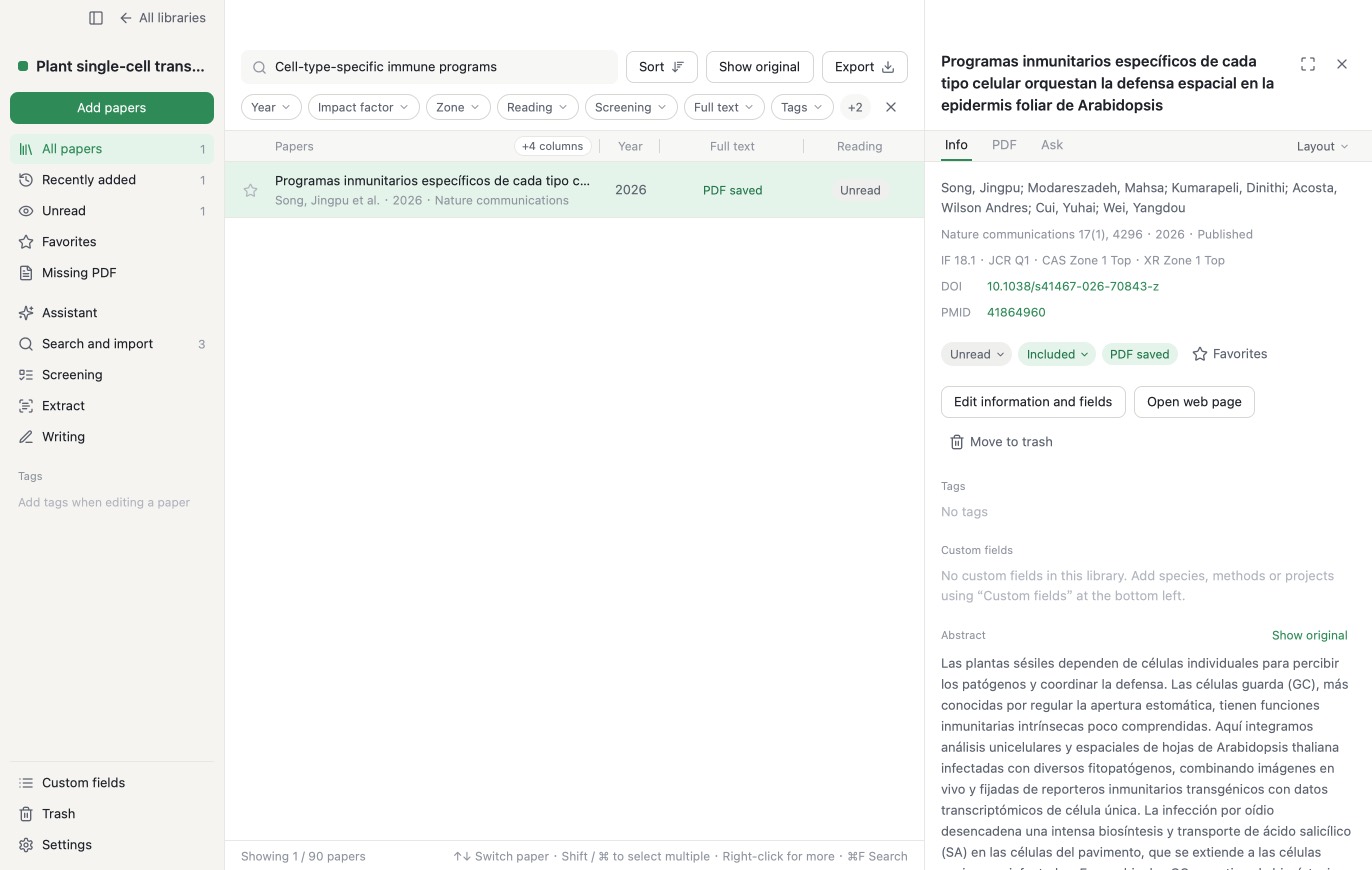 All libraries
Plant single-cell trans...
Add papers
All papers 1
Recently added 1
Unread 1
Favorites
Missing PDF
Assistant
Search and import 3
Screening
Extract
Writing
Tags
Add tags when editing a paper
Custom fields
Trash
Settings
Cell-type-specific immune programs
Sort
Show original
Export
Year
Impact factor
Zone
Reading
Screening
Full text
Tags
+2
Papers +4 columns Year Full text Reading
Programas inmunitarios específicos de cada tipo c... 2026 PDF saved Unread
Song, Jingpu et al. · 2026 · Nature communications
Showing 1 / 90 papers
↑↓ Switch paper · Shift / ⌘ to select multiple · Right-click for more · ⌘F Search
Programas inmunitarios específicos de cada
tipo celular orquestan la defensa espacial en la
epidermis foliar de Arabidopsis
Info PDF Ask Layout
Song, Jingpu; Modareszadeh, Mahsa; Kumarapeli, Dinithi; Acosta,
Wilson Andres; Cui, Yuhai; Wei, Yangdou
Nature communications 17(1), 4296 · 2026 · Published
IF 18.1 · JCR Q1 · CAS Zone 1 Top · XR Zone 1 Top
DOI 10.1038/s41467-026-70843-z
PMID 41864960
Unread Included PDF saved Favorites
Edit information and fields Open web page
Move to trash
Tags
No tags
Custom fields
No custom fields in this library. Add species, methods or projects
using “Custom fields” at the bottom left.
Abstract Show original
Las plantas sésiles dependen de células individuales para percibir
los patógenos y coordinar la defensa. Las células guarda (GC), más
conocidas por regular la apertura estomática, tienen funciones
inmunitarias intrínsecas poco comprendidas. Aquí integramos
análisis unicelulares y espaciales de hojas de Arabidopsis thaliana
infectadas con diversos fitopatógenos, combinando imágenes en
vivo y fijadas de reporteros inmunitarios transgénicos con datos
transcriptómicos de célula única. La infección por oídio
desencadena una intensa biosíntesis y transporte de ácido salicílico
(SA) en las células del pavimento, que se extiende a las células